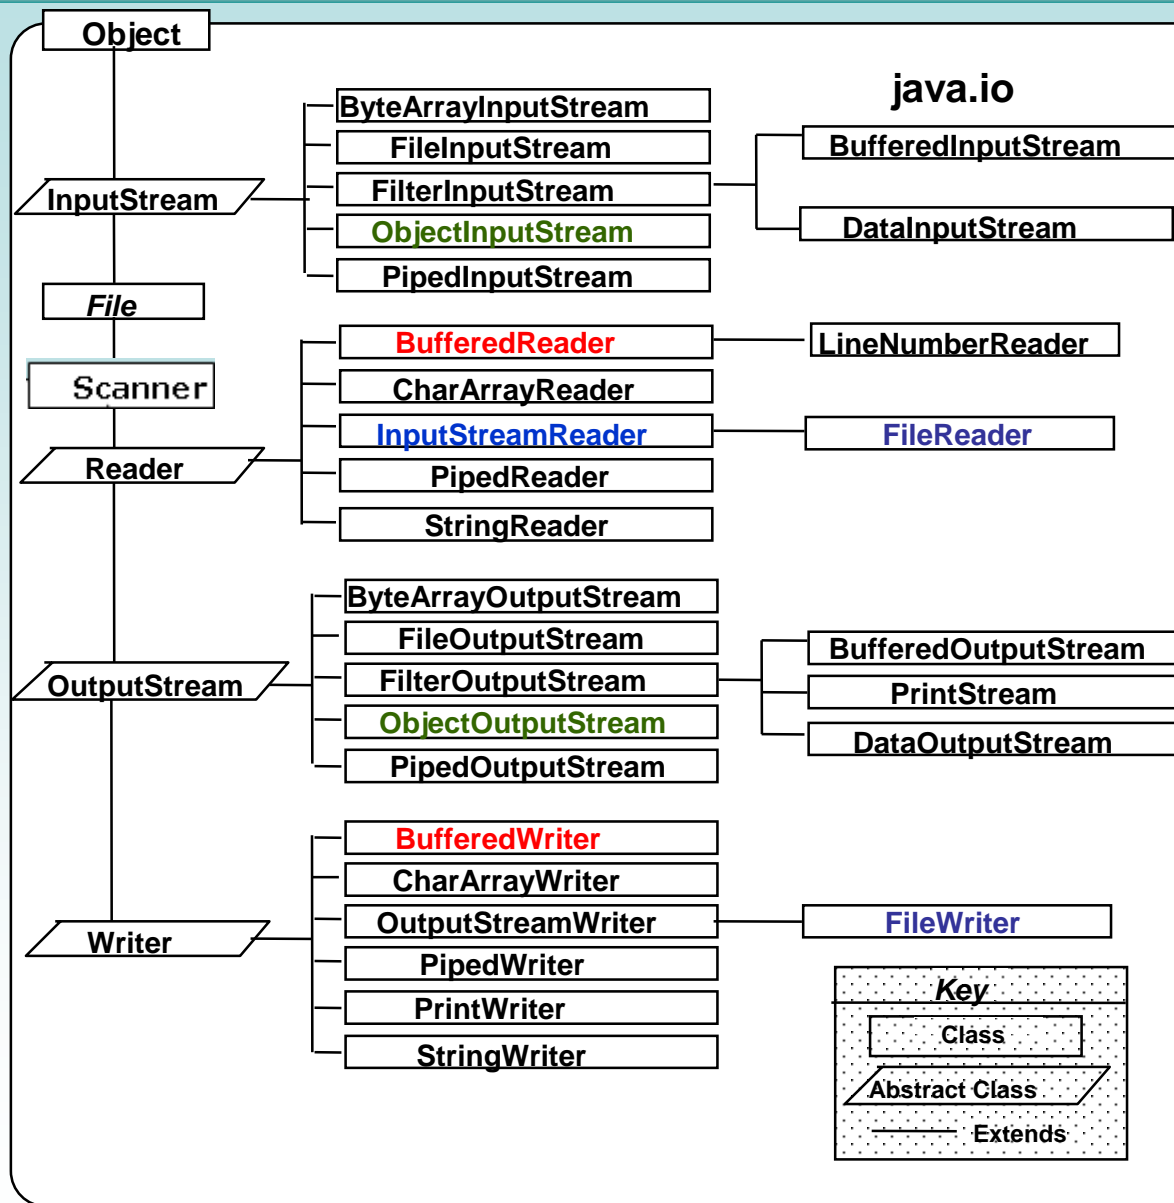 Object
java.io
ByteArrayInputStream
FileInputStream
BufferedInputStream
InputStream
FilterInputStream
ObjectInputStream
DataInputStream
PipedInputStream
File
BufferedReader
LineNumberReader
Scanner
CharArrayReader
InputStreamReader
FileReader
Reader
PipedReader
StringReader
ByteArrayOutputStream
FileOutputStream
BufferedOutputStream
OutputStream
FilterOutputStream
PrintStream
ObjectOutputStream
DataOutputStream
PipedOutputStream
BufferedWriter
CharArrayWriter
OutputStreamWriter
FileWriter
Writer
PipedWriter
PrintWriter
StringWriter
Key
Class
Abstract Class
Extends